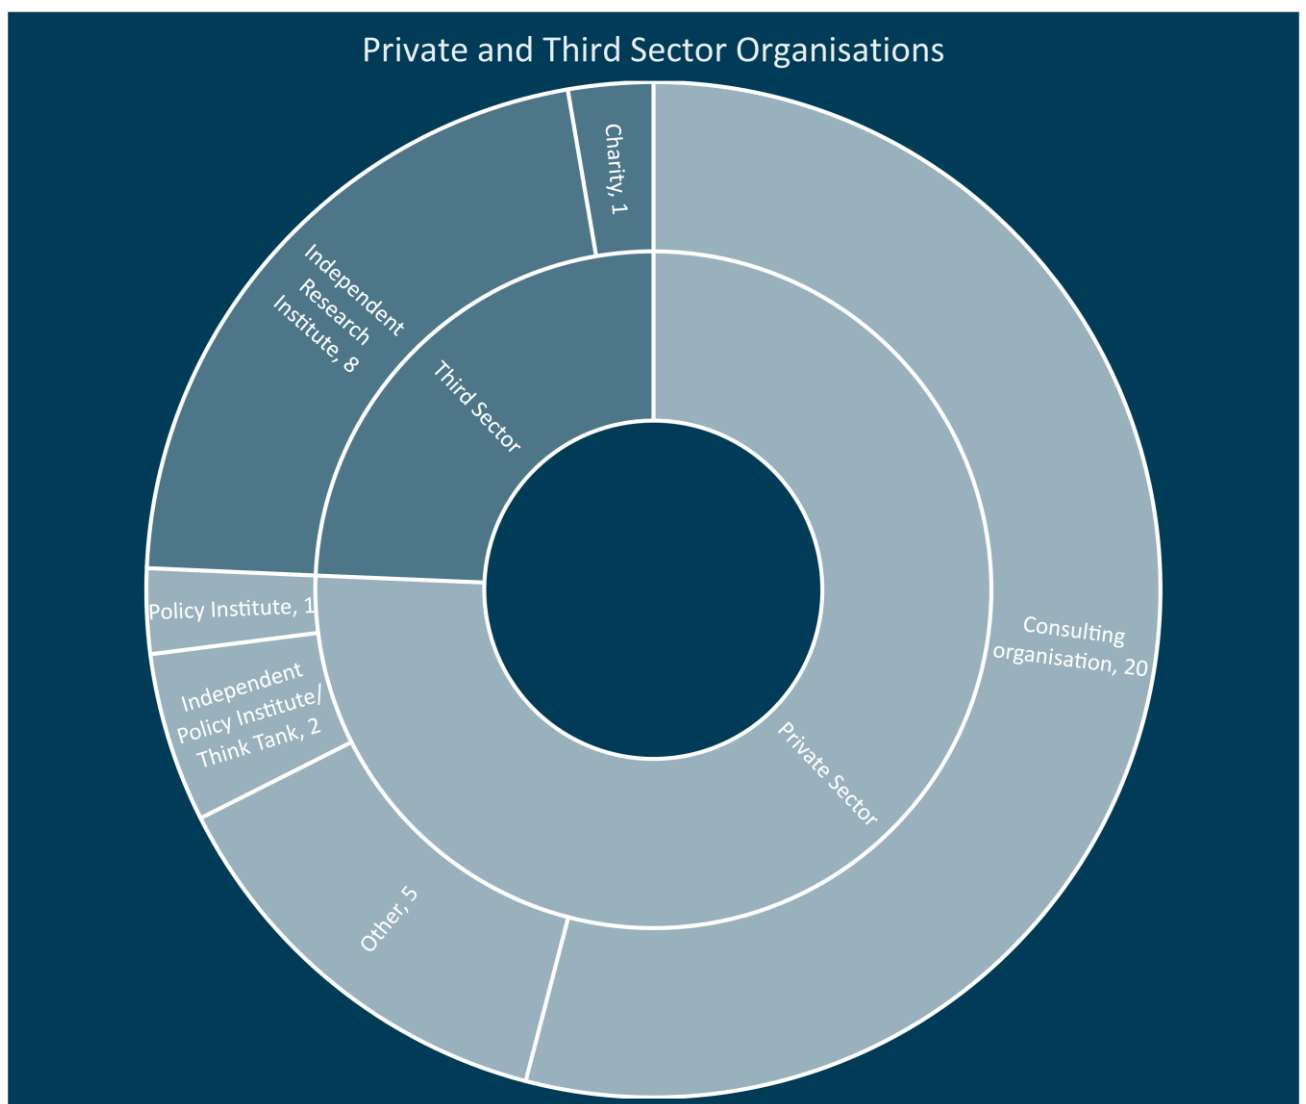 Private and Third Sector Organisations
Charity, 1
Independent
Research
Institute, 8
Third Sector
Policy Institute, 1
Independent
Policy Institute/
Think Tank, 2
Other, 5
Private Sector
Consulting
organisation, 20